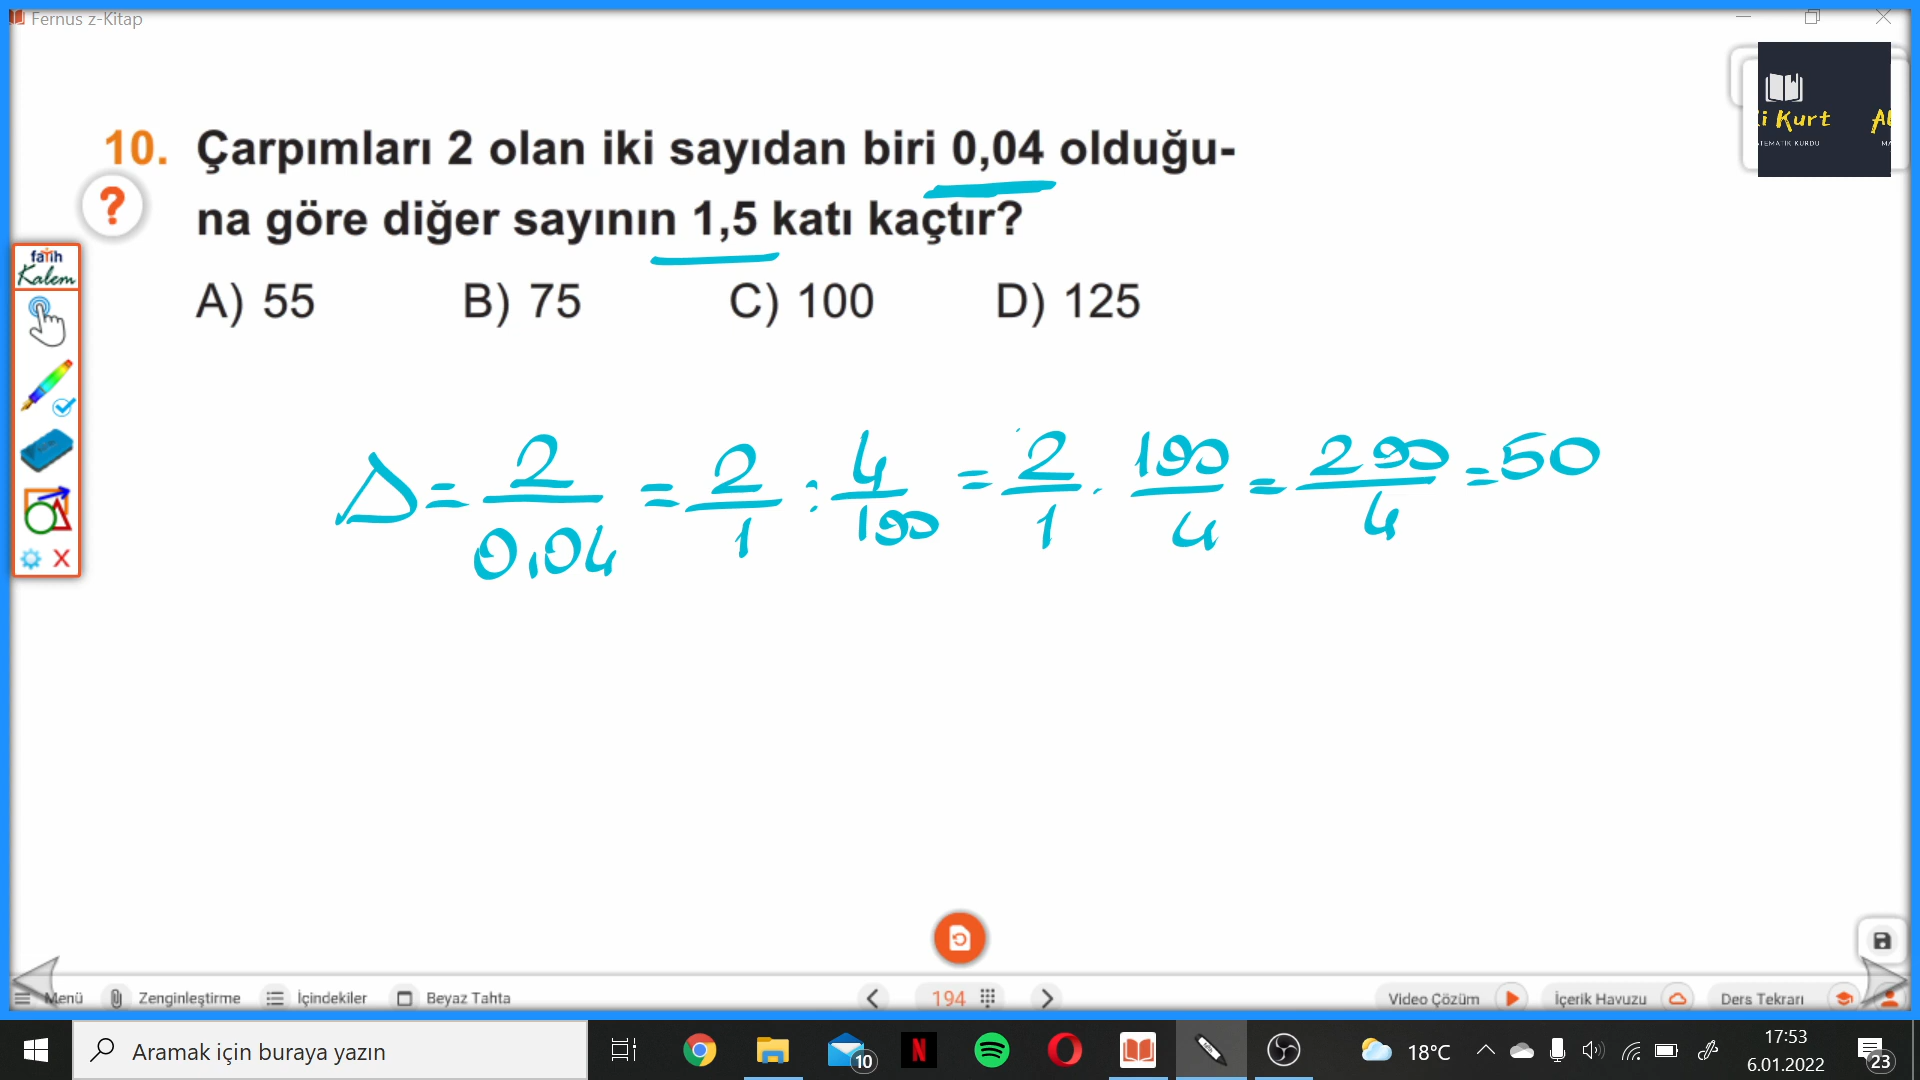 Fernus z-Kitap
i Kurt
TEMATİK KURDU
10. Çarpımları 2 olan iki sayıdan biri 0,04 olduğu-
na göre diğer sayının 1,5 katı kaçtır?
?
A) 55 B) 75 C) 100 D) 125
fatih
Kalem
Δ = 2/0,04 = 2/1 : 4/100 = 2/1 . 100/4 = 200/4 = 50
Menü Zenginleştirme İçindekiler Beyaz Tahta 194 Video Çözüm İçerik Havuzu Ders Tekrarı
Aramak için buraya yazın 10 N 18°C 17:53
6.01.2022 23